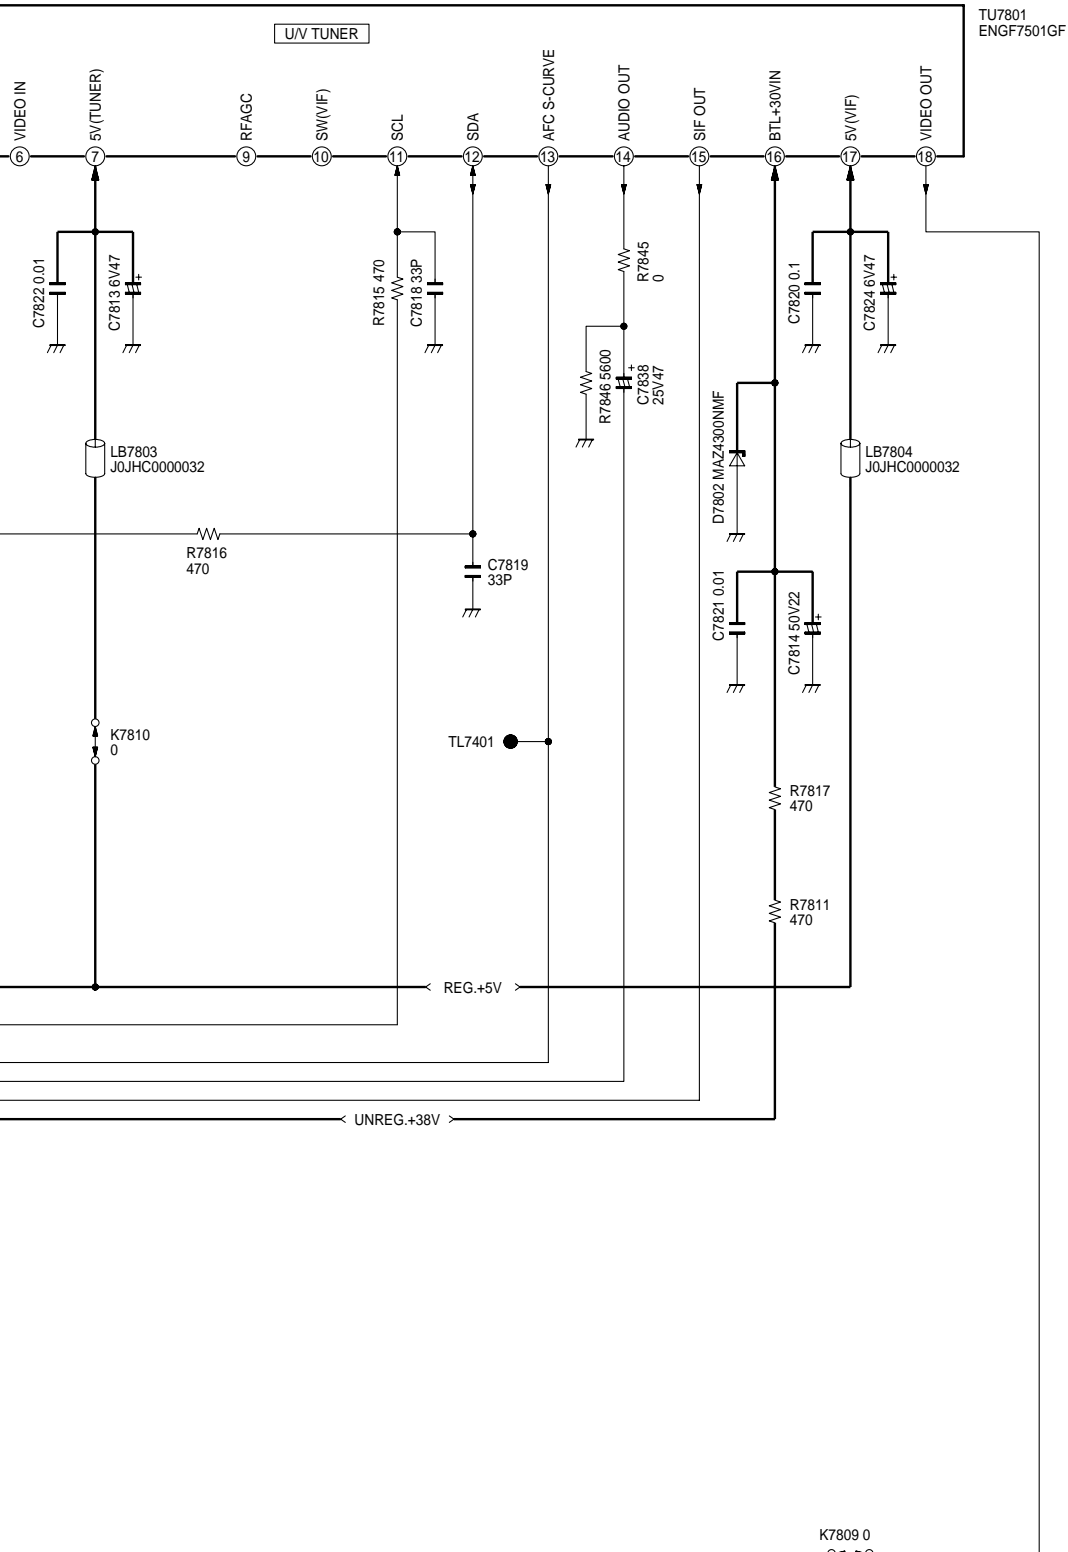 TU7801
ENGF7501GF
U/V TUNER
VIDEO IN
5V(TUNER)
RFAGC
SW(VIF)
SCL
SDA
AFC S-CURVE
AUDIO OUT
SIF OUT
BTL+30VIN
5V(VIF)
VIDEO OUT
6
7
9
10
11
12
13
14
15
16
17
18
C7822 0.01
C7813 6V47
+
R7815 470
C7818 33P
R7845
0
C7820 0.1
C7824 6V47
+
R7846 5600
C7838
25V47
+
D7802 MAZ4300NMF
LB7803
J0JHC0000032
LB7804
J0JHC0000032
R7816
470
C7819
33P
C7821 0.01
C7814 50V22
+
K7810
0
TL7401
R7817
470
R7811
470
REG.+5V
UNREG.+38V
K7809 0